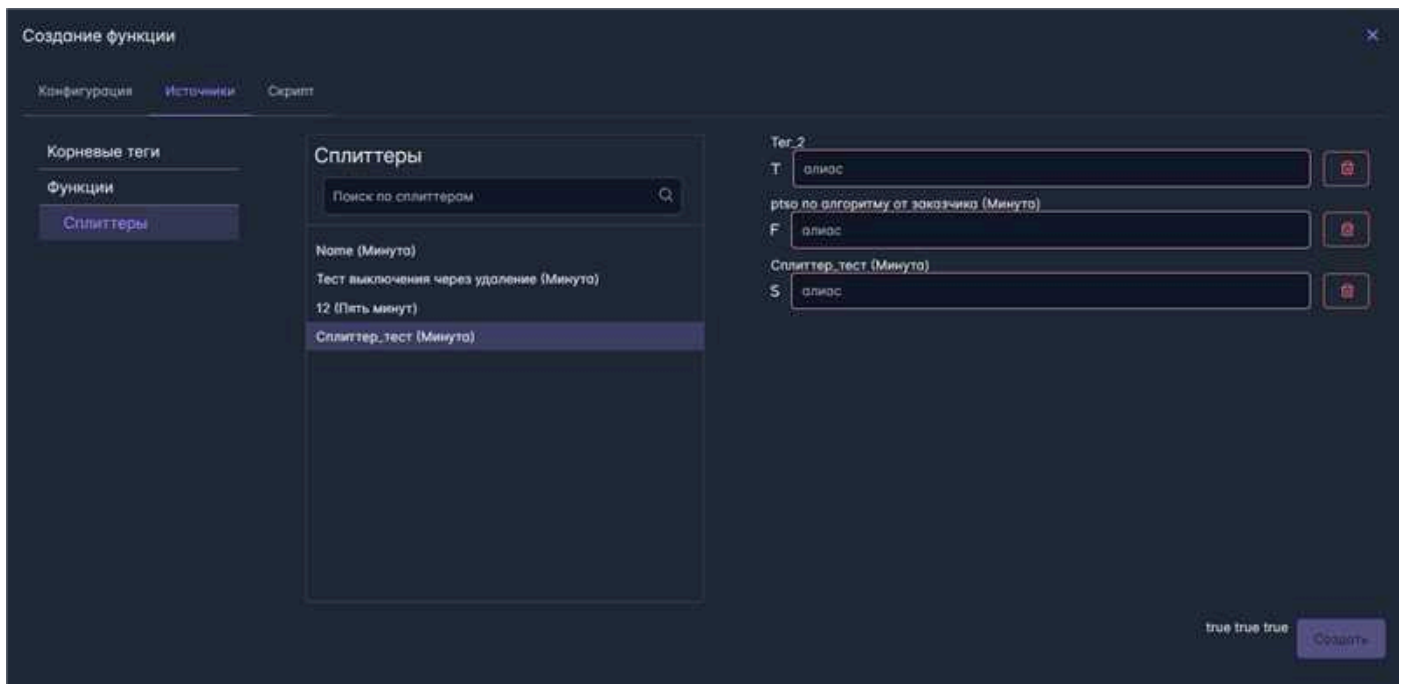 Создание функции
Конфигурация Источники Скрипт
Корневые теги
Функции
Сплиттеры
Сплиттеры
Поиск по сплиттерам
Name (Минута)
Тест выключения через удаление (Минута)
12 (Пять минут)
Сплиттер_тест (Минута)
Тег_2
T алиас
ptso по алгоритму от заказчика (Минута)
F алиас
Сплиттер_тест (Минута)
S алиас
true true true
Создать